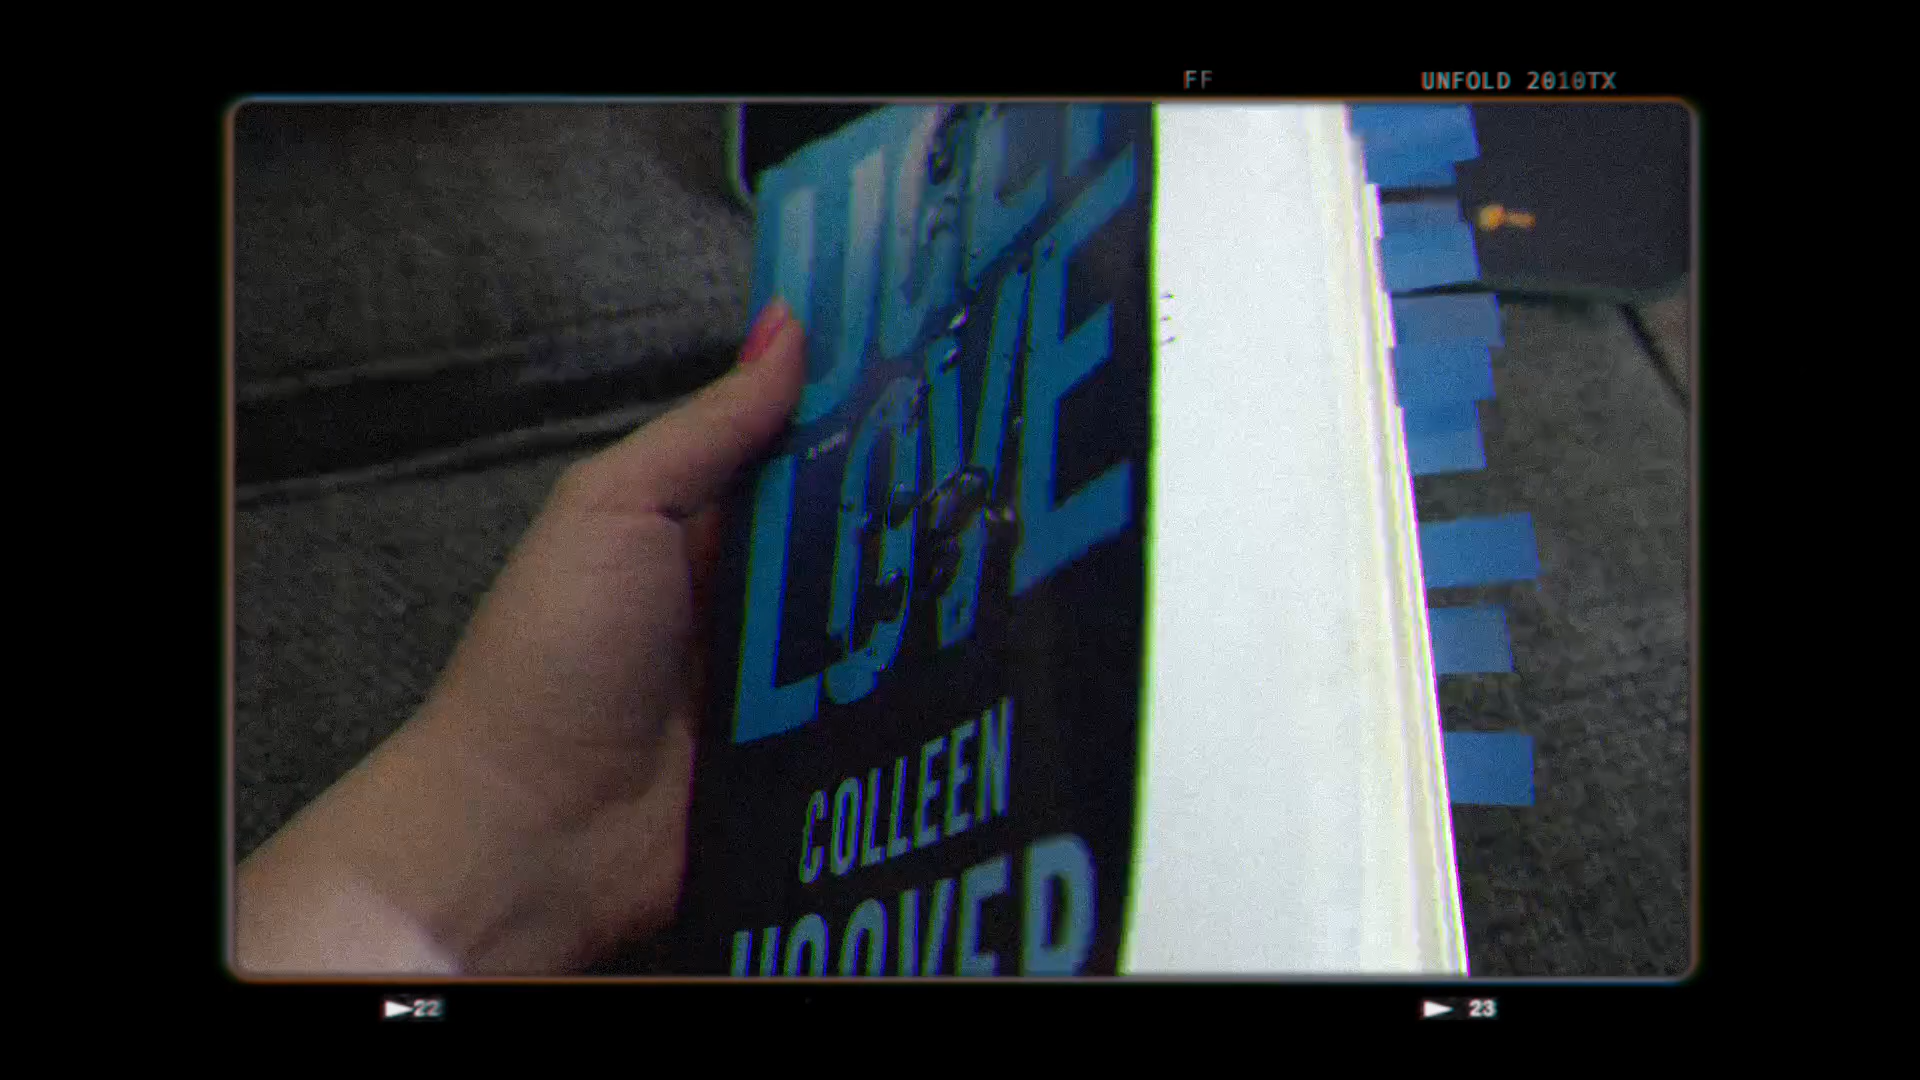 FF
UNFOLD 2010TX
LOVE
COLLEEN
HOOVER
▶22
▶ 23